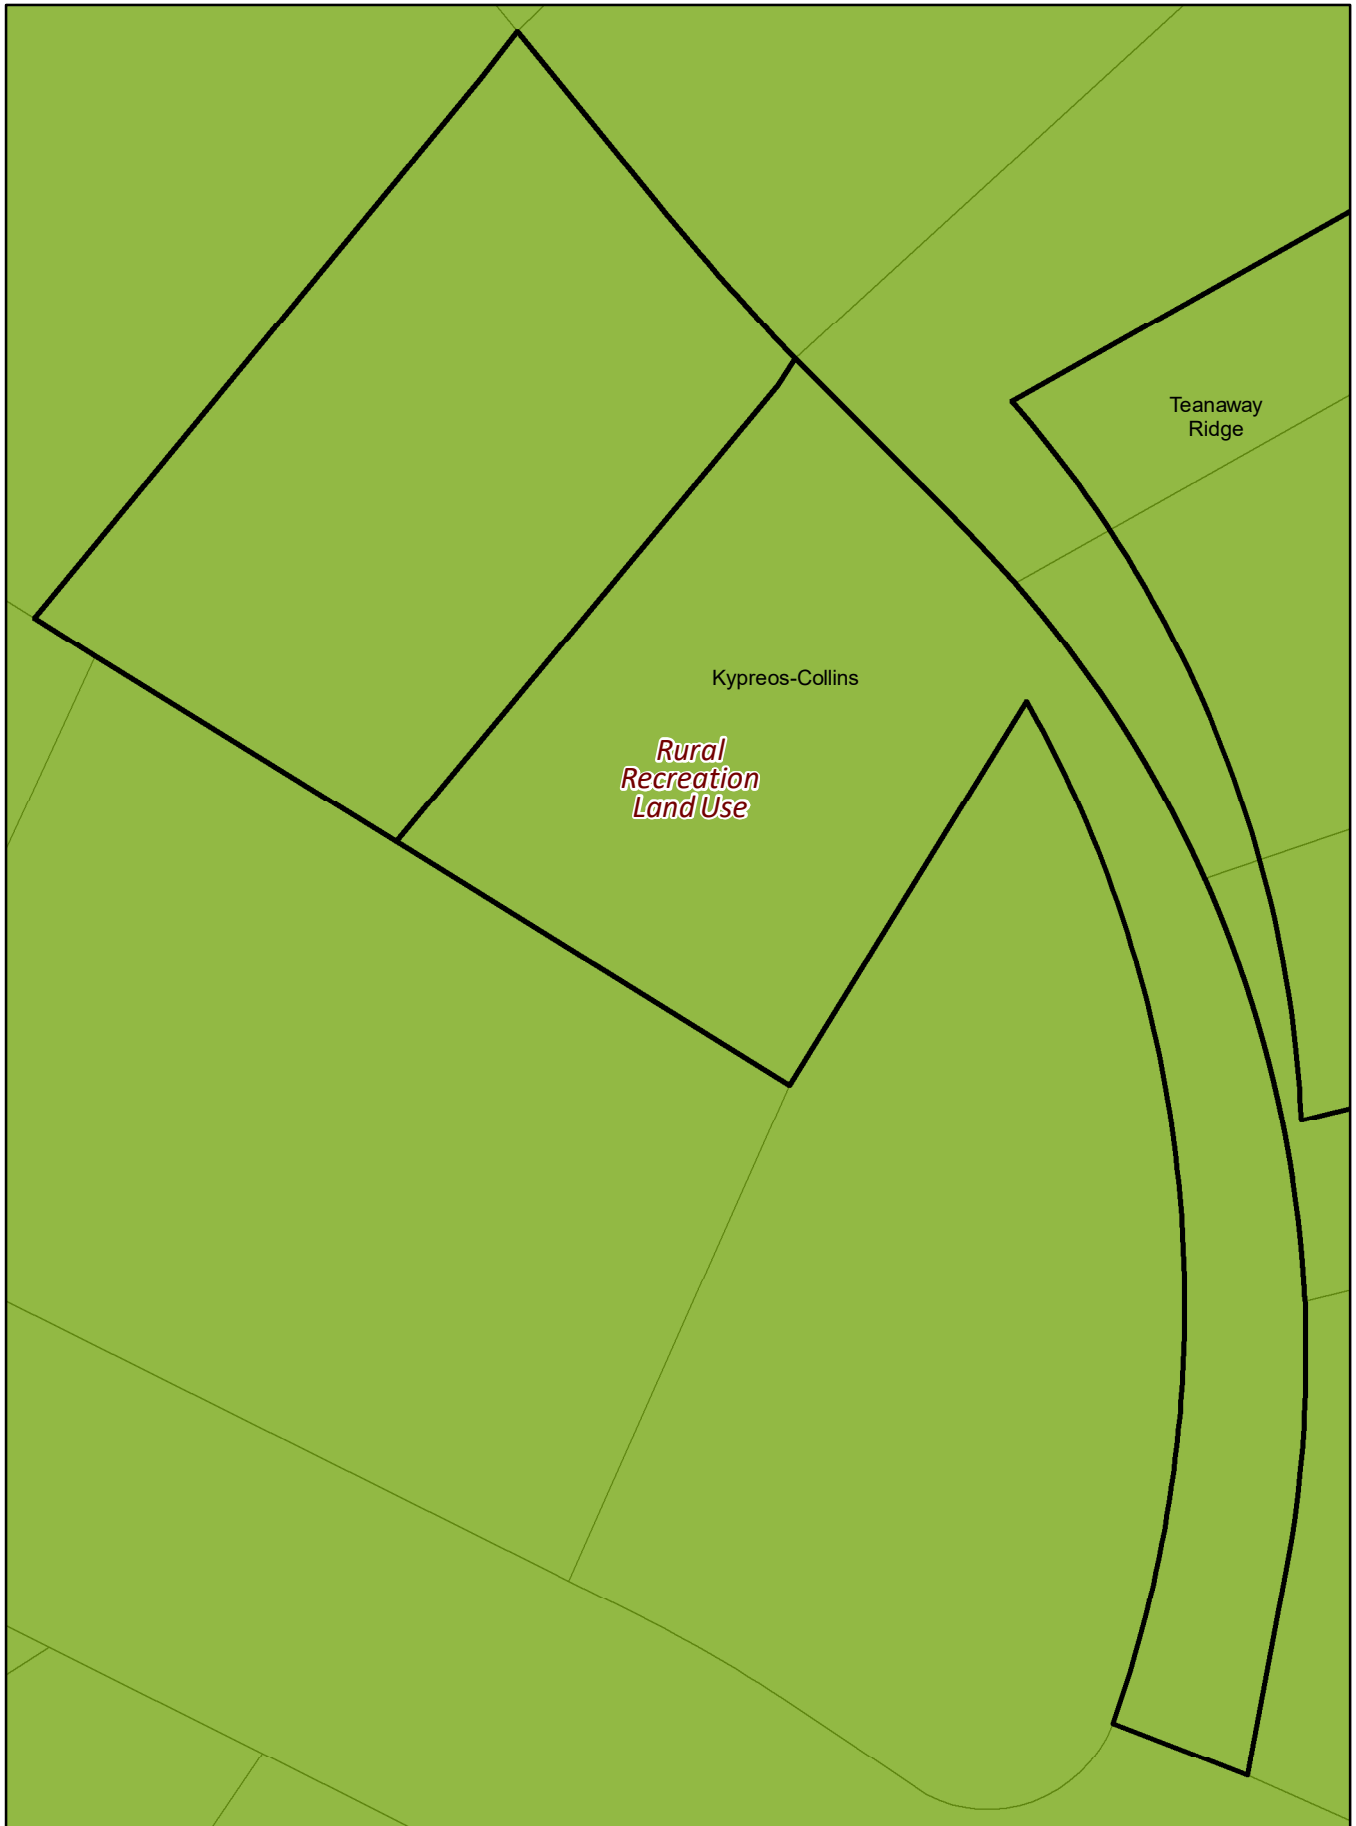 Teanaway
Ridge
Kypreos-Collins
Rural
Recreation
Land Use